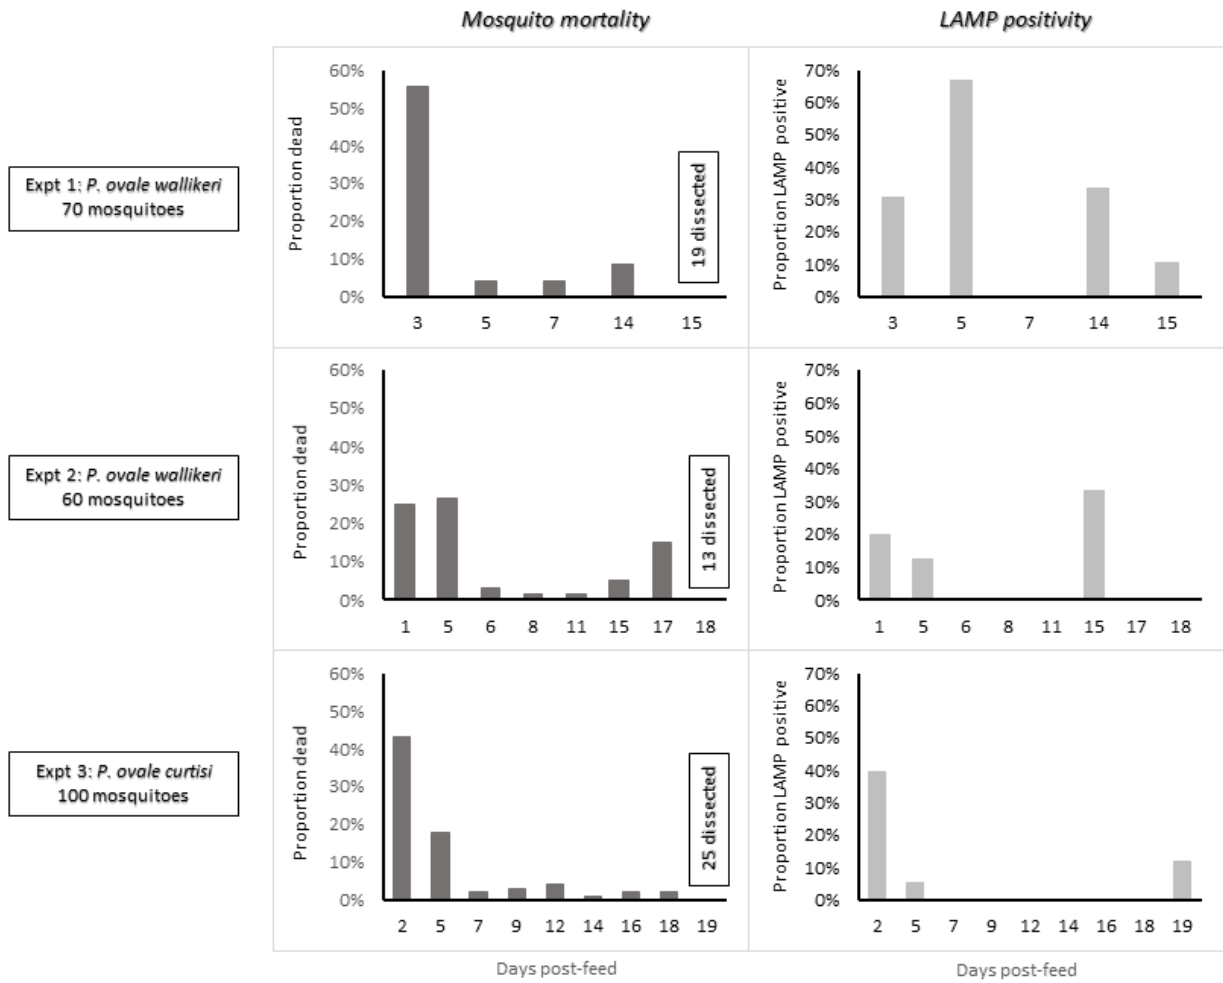 Mosquito mortality
LAMP positivity
Expt 1: P. ovale wallikeri
70 mosquitoes
Proportion dead
60%
50%
40%
30%
20%
10%
0%
3 5 7 14 15
19 dissected
Proportion LAMP positive
70%
60%
50%
40%
30%
20%
10%
0%
3 5 7 14 15
Expt 2: P. ovale wallikeri
60 mosquitoes
Proportion dead
60%
50%
40%
30%
20%
10%
0%
1 5 6 8 11 15 17 18
13 dissected
Proportion LAMP positive
70%
60%
50%
40%
30%
20%
10%
0%
1 5 6 8 11 15 17 18
Expt 3: P. ovale curtisi
100 mosquitoes
Proportion dead
60%
50%
40%
30%
20%
10%
0%
2 5 7 9 12 14 16 18 19
25 dissected
Proportion LAMP positive
70%
60%
50%
40%
30%
20%
10%
0%
2 5 7 9 12 14 16 18 19
Days post-feed
Days post-feed